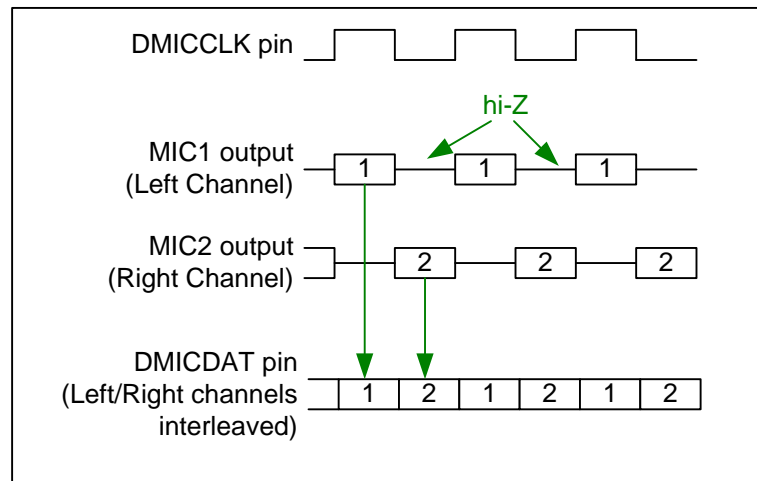 DMICCLK pin
hi-Z
MIC1 output
(Left Channel)
1 1 1
MIC2 output
(Right Channel)
2 2 2
DMICDAT pin
(Left/Right channels
interleaved)
1 2 1 2 1 2